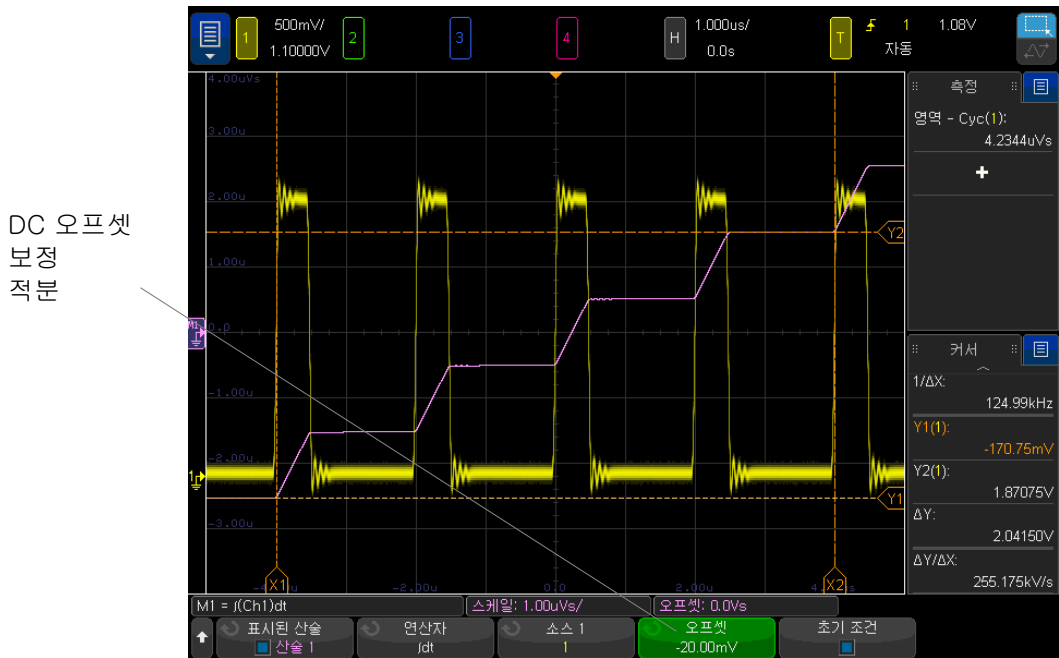 DC 오프셋
보정
적분
1
500mV/
1.10000V
2
3
4
H
1.000us/
0.0s
T
1
1.08V
자동
4.00uVs
3.00u
2.00u
1.00u
0.0
-1.00u
-2.00u
-3.00u
-2.00u
0.0
2.00u
M1
1
X1
X2
Y2
Y1
측정
영역 - Cyc(1):
4.2344uVs
+
커서
1/ΔX:
124.99kHz
Y1(1):
-170.75mV
Y2(1):
1.87075V
ΔY:
2.04150V
ΔY/ΔX:
255.175kV/s
M1 = ∫(Ch1)dt
스케일: 1.00uVs/
오프셋: 0.0Vs
표시된 산술
산술 1
연산자
∫dt
소스 1
1
오프셋
-20.00mV
초기 조건